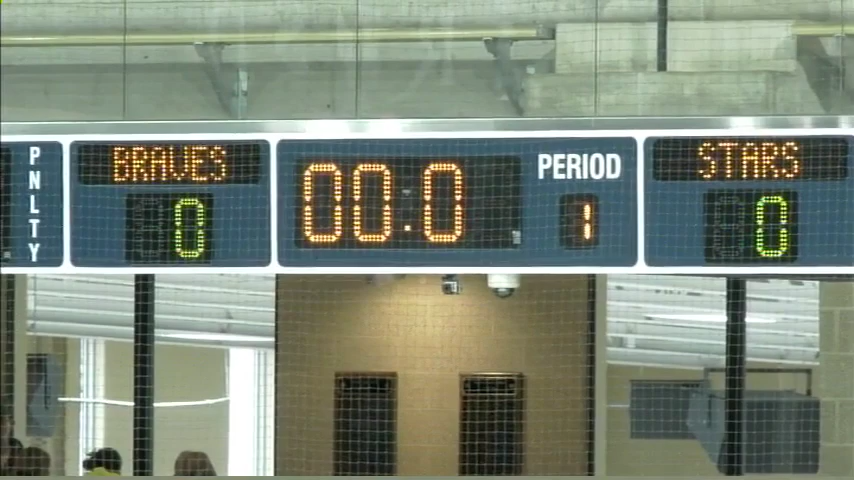 PNLTY
BRAVES
0
00.0
PERIOD
1
STARS
0